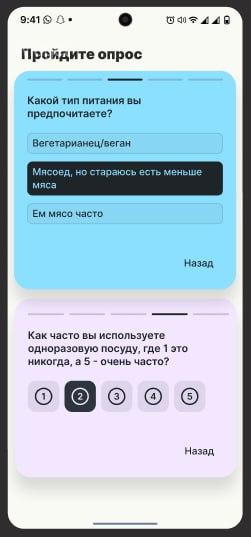 9:41
Пройдите опрос
Какой тип питания вы
предпочитаете?
Вегетарианец/веган
Мясоед, но стараюсь есть меньше
мяса
Ем мясо часто
Назад
Как часто вы используете
одноразовую посуду, где 1 это
никогда, а 5 - очень часто?
1 2 3 4 5
Назад